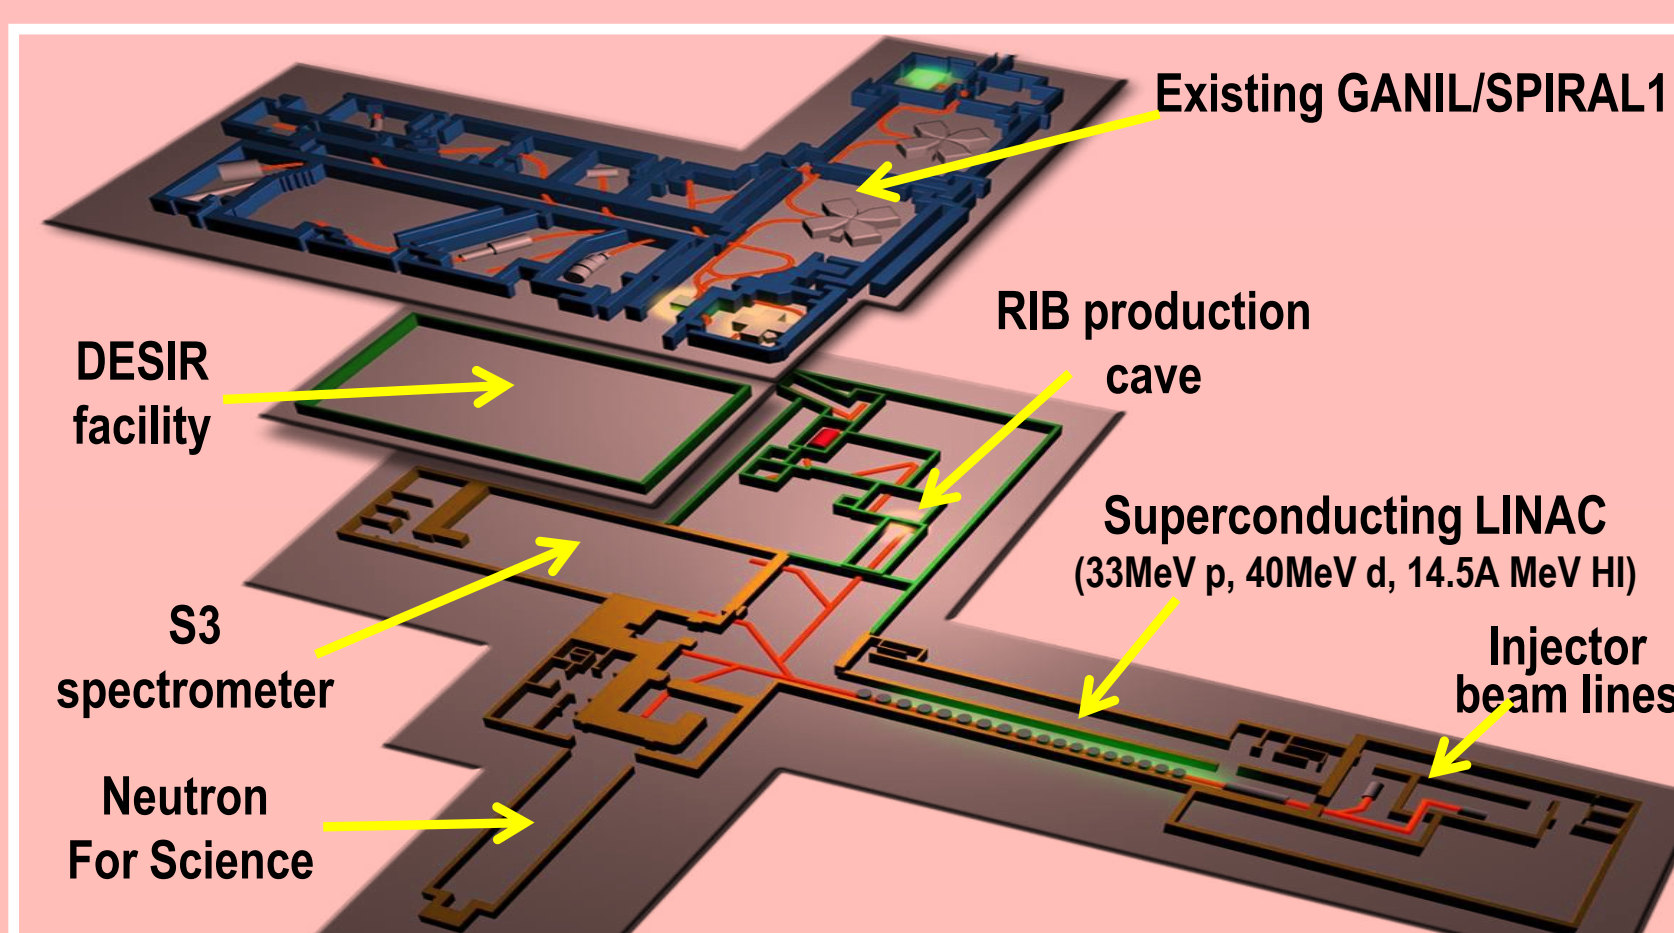 Existing GANIL/SPIRAL1
RIB production
cave
DESIR
facility
Superconducting LINAC
(33MeV p, 40MeV d, 14.5A MeV HI)
S3
spectrometer
Injector
beam lines
Neutron
For Science